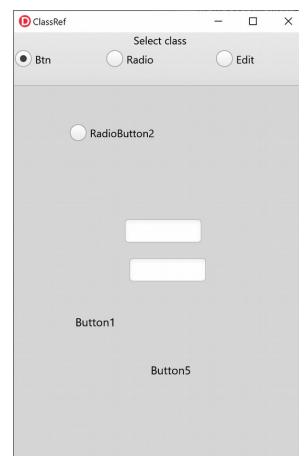 ClassRef
Select class
Btn Radio Edit
RadioButton2
Button1
Button5